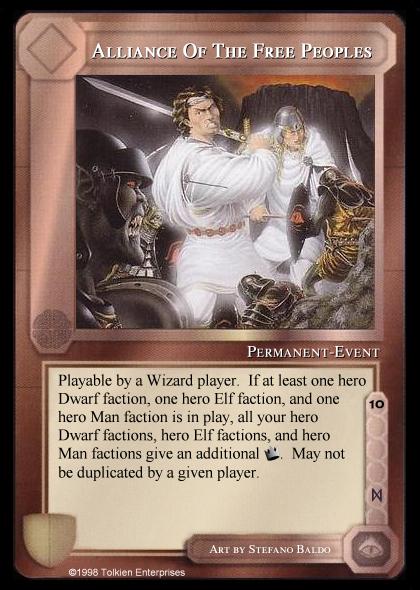 Alliance Of The Free Peoples
Permanent-Event
Playable by a Wizard player. If at least one hero
Dwarf faction, one hero Elf faction, and one
hero Man faction is in play, all your hero
Dwarf factions, hero Elf factions, and hero
Man factions give an additional . May not
be duplicated by a given player.
10
Art by Stefano Baldo
©1998 Tolkien Enterprises